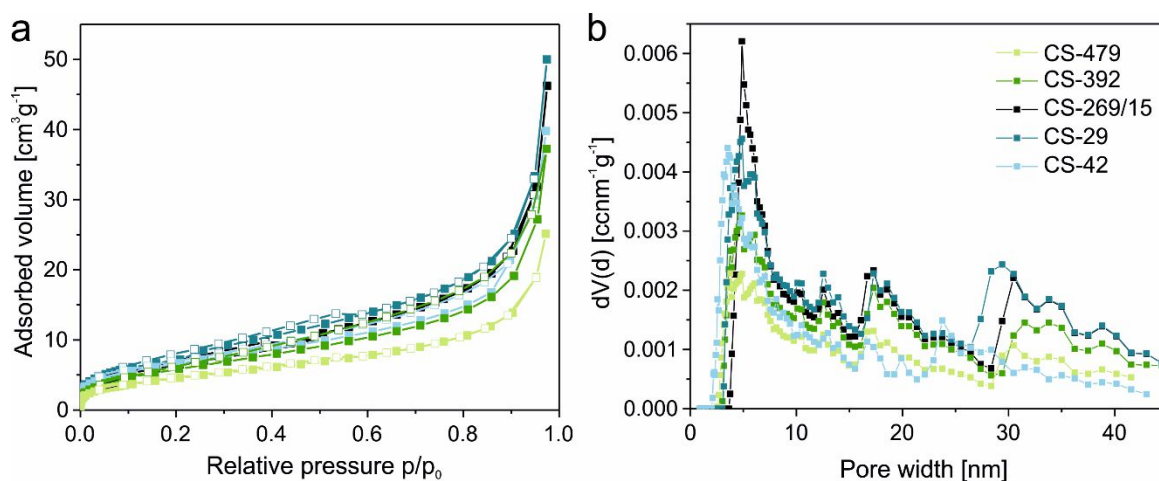 a
Adsorbed volume [cm³g⁻¹]
50
40
30
20
10
0
0.0 0.2 0.4 0.6 0.8 1.0
Relative pressure p/p₀
b
dV(d) [ccnm⁻¹g⁻¹]
0.006
0.005
0.004
0.003
0.002
0.001
0.000
0 10 20 30 40
Pore width [nm]
CS-479
CS-392
CS-269/15
CS-29
CS-42